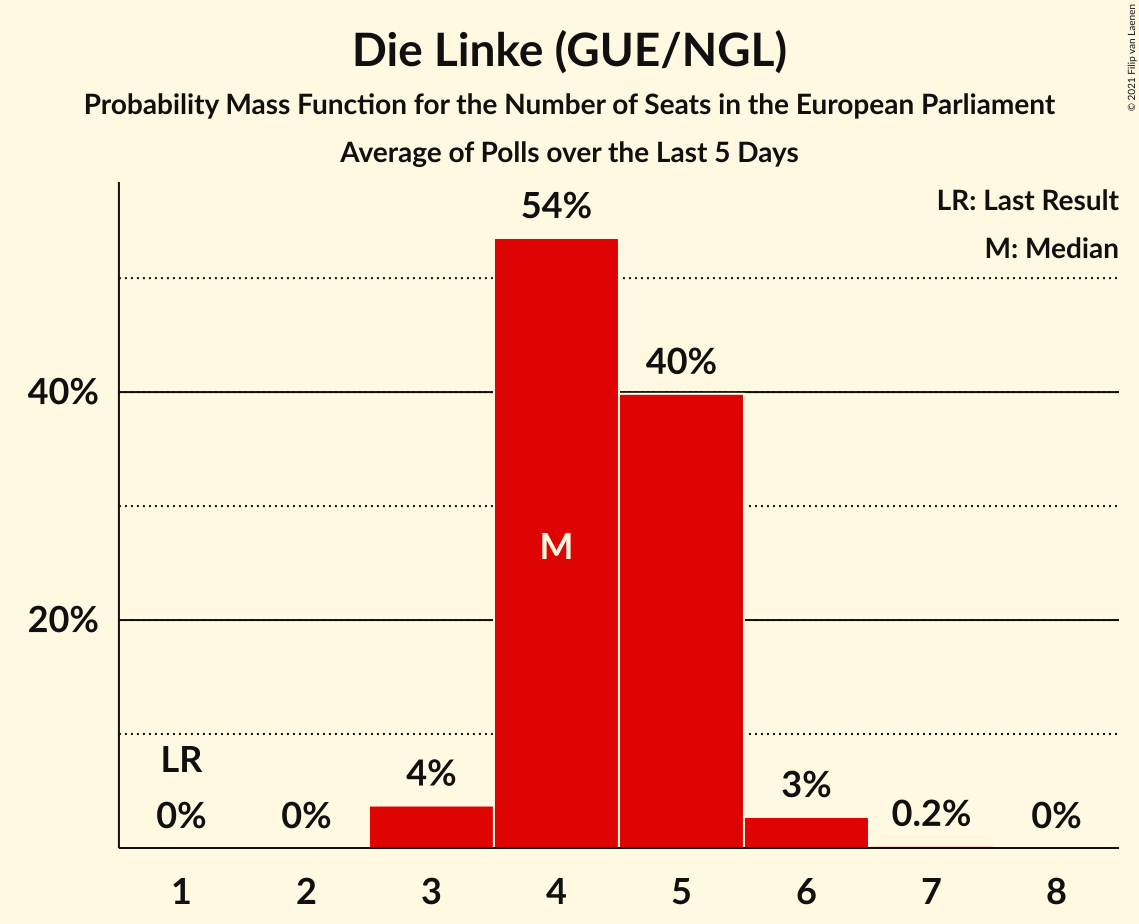 Die Linke (GUE/NGL)
Probability Mass Function for the Number of Seats in the European Parliament
Average of Polls over the Last 5 Days
© 2021 Filip van Laenen
LR: Last Result
M: Median
54%
40%
40%
M
20%
LR
0%
0%
4%
3%
0.2%
0%
1 2 3 4 5 6 7 8